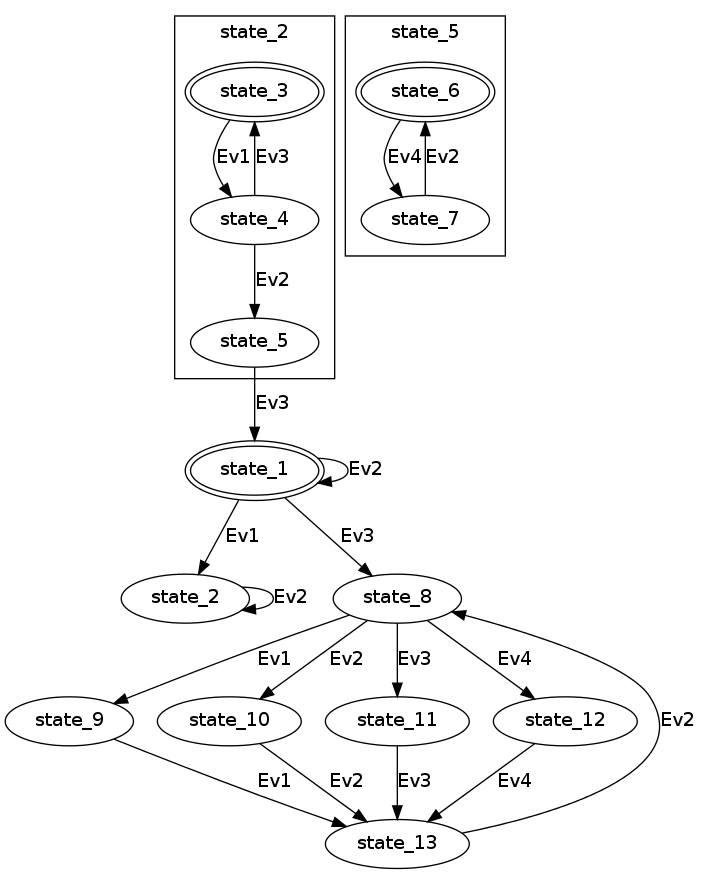 state_2 state_5
state_3 state_6
Ev1 Ev3 Ev4 Ev2
state_4 state_7
Ev2
state_5
Ev3
state_1 Ev2
Ev1 Ev3
state_2 Ev2 state_8
Ev1 Ev2 Ev3 Ev4
state_9 state_10 state_11 state_12 Ev2
Ev1 Ev2 Ev3 Ev4
state_13